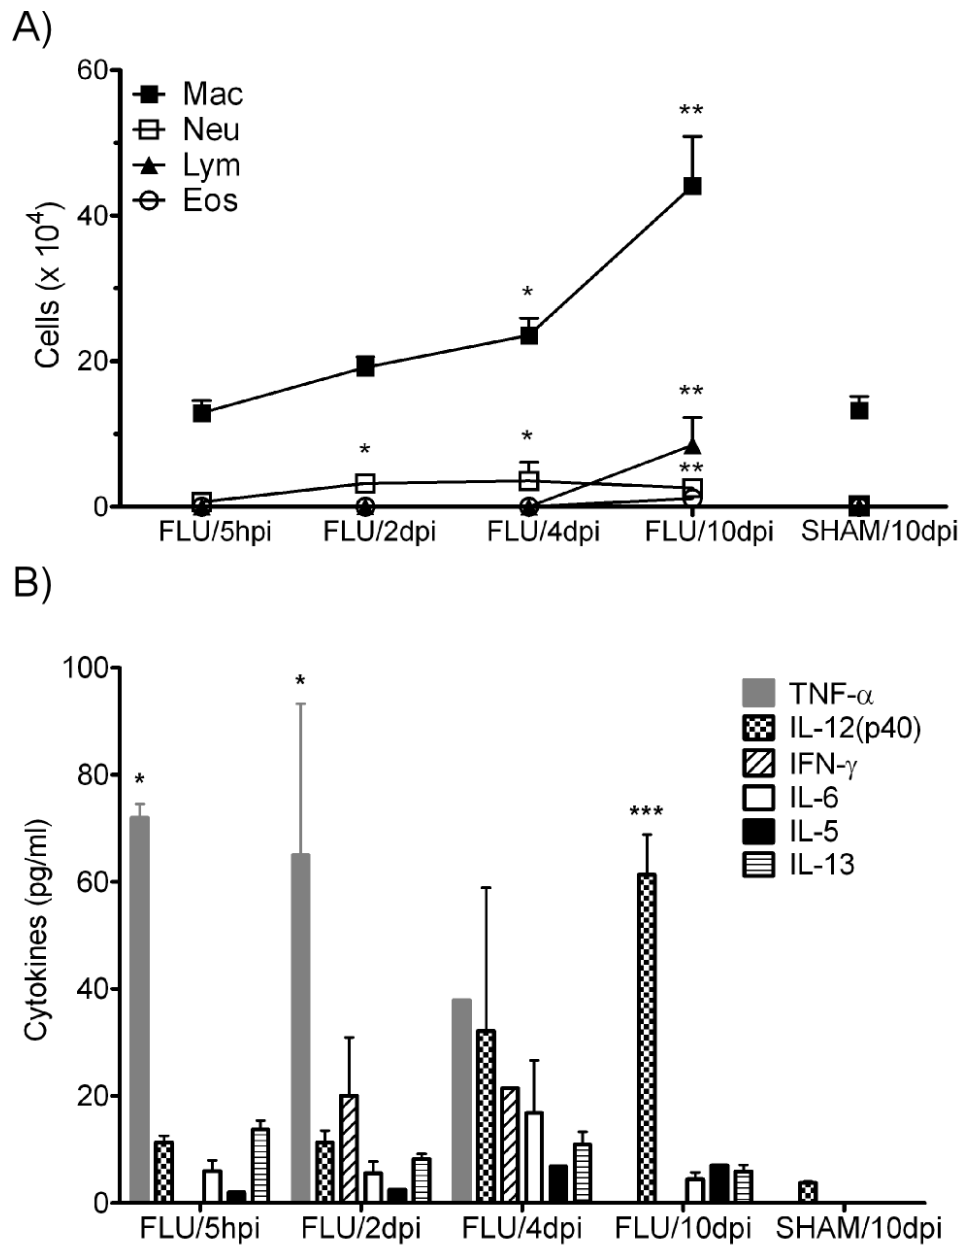 A)
60
40
20
0
Cells (x 10⁴)
Mac
Neu
Lym
Eos
*
*
*
**
**
**
FLU/5hpi FLU/2dpi FLU/4dpi FLU/10dpi SHAM/10dpi
B)
100
80
60
40
20
0
Cytokines (pg/ml)
*
*
***
TNF-α
IL-12(p40)
IFN-γ
IL-6
IL-5
IL-13
FLU/5hpi FLU/2dpi FLU/4dpi FLU/10dpi SHAM/10dpi